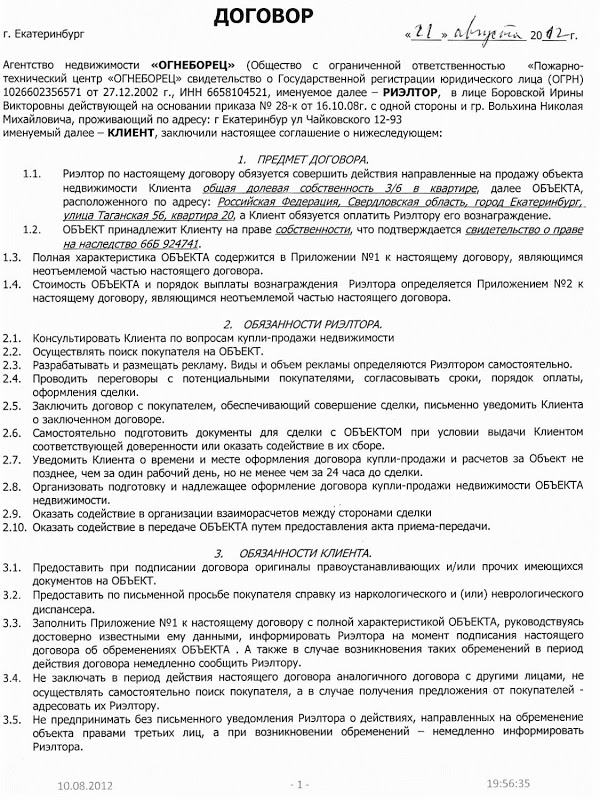 ДОГОВОР
г. Екатеринбург «21» августа 2012г.
Агентство недвижимости «ОГНЕБОРЕЦ» (Общество с ограниченной ответственностью «Пожарно-
технический центр «ОГНЕБОРЕЦ» свидетельство о Государственной регистрации юридического лица (ОГРН)
1026602356571 от 27.12.2002 г., ИНН 6658104521, именуемое далее – РИЭЛТОР, в лице Боровской Ирины
Викторовны действующей на основании приказа № 28-к от 16.10.08г. с одной стороны и гр. Вольхина Николая
Михайловича, проживающий по адресу: г Екатеринбург ул Чайковского 12-93
именуемый далее – КЛИЕНТ, заключили настоящее соглашение о нижеследующем:
1. ПРЕДМЕТ ДОГОВОРА.
1.1. Риэлтор по настоящему договору обязуется совершить действия направленные на продажу объекта
недвижимости Клиента общая долевая собственность 3/6 в квартире, далее ОБЪЕКТА,
расположенного по адресу: Российская Федерация, Свердловская область, город Екатеринбург,
улица Таганская 56, квартира 20, а Клиент обязуется оплатить Риэлтору его вознаграждение.
1.2. ОБЪЕКТ принадлежит Клиенту на праве собственности, что подтверждается свидетельство о праве
на наследство 66Б 924741.
1.3. Полная характеристика ОБЪЕКТА содержится в Приложении №1 к настоящему договору, являющимся
неотъемлемой частью настоящего договора.
1.4. Стоимость ОБЪЕКТА и порядок выплаты вознаграждения Риэлтора определяется Приложением №2 к
настоящему договору, являющимся неотъемлемой частью настоящего договора.
2. ОБЯЗАННОСТИ РИЭЛТОРА.
2.1. Консультировать Клиента по вопросам купли-продажи недвижимости
2.2. Осуществлять поиск покупателя на ОБЪЕКТ.
2.3. Разрабатывать и размещать рекламу. Виды и объем рекламы определяются Риэлтором самостоятельно.
2.4. Проводить переговоры с потенциальными покупателями, согласовывать сроки, порядок оплаты,
оформления сделки.
2.5. Заключить договор с покупателем, обеспечивающий совершение сделки, письменно уведомить Клиента
о заключенном договоре.
2.6. Самостоятельно подготовить документы для сделки с ОБЪЕКТОМ при условии выдачи Клиентом
соответствующей доверенности или оказать содействие в их сборе.
2.7. Уведомить Клиента о времени и месте оформления договора купли-продажи и расчетов за Объект не
позднее, чем за один рабочий день, но не менее чем за 24 часа до сделки.
2.8. Организовать подготовку и надлежащее оформление договора купли-продажи недвижимости ОБЪЕКТА
недвижимости.
2.9. Оказать содействие в организации взаиморасчетов между сторонами сделки
2.10. Оказать содействие в передаче ОБЪЕКТА путем предоставления акта приема-передачи.
3. ОБЯЗАННОСТИ КЛИЕНТА.
3.1. Предоставить при подписании договора оригиналы правоустанавливающих и/или прочих имеющихся
документов на ОБЪЕКТ.
3.2. Предоставить по письменной просьбе покупателя справку из наркологического и (или) неврологического
диспансера.
3.3. Заполнить Приложение №1 к настоящему договору с полной характеристикой ОБЪЕКТА, руководствуясь
достоверно известными ему данными, информировать Риэлтора на момент подписания настоящего
договора об обременениях ОБЪЕКТА . А также в случае возникновения таких обременений в период
действия договора немедленно сообщить Риэлтору.
3.4. Не заключать в период действия настоящего договора аналогичного договора с другими лицами, не
осуществлять самостоятельно поиск покупателя, а в случае получения предложения от покупателей -
адресовать их Риэлтору.
3.5. Не предпринимать без письменного уведомления Риэлтора о действиях, направленных на обременение
объекта правами третьих лиц, а при возникновении обременений – немедленно информировать
Риэлтора.
10.08.2012 - 1 - 19:56:35